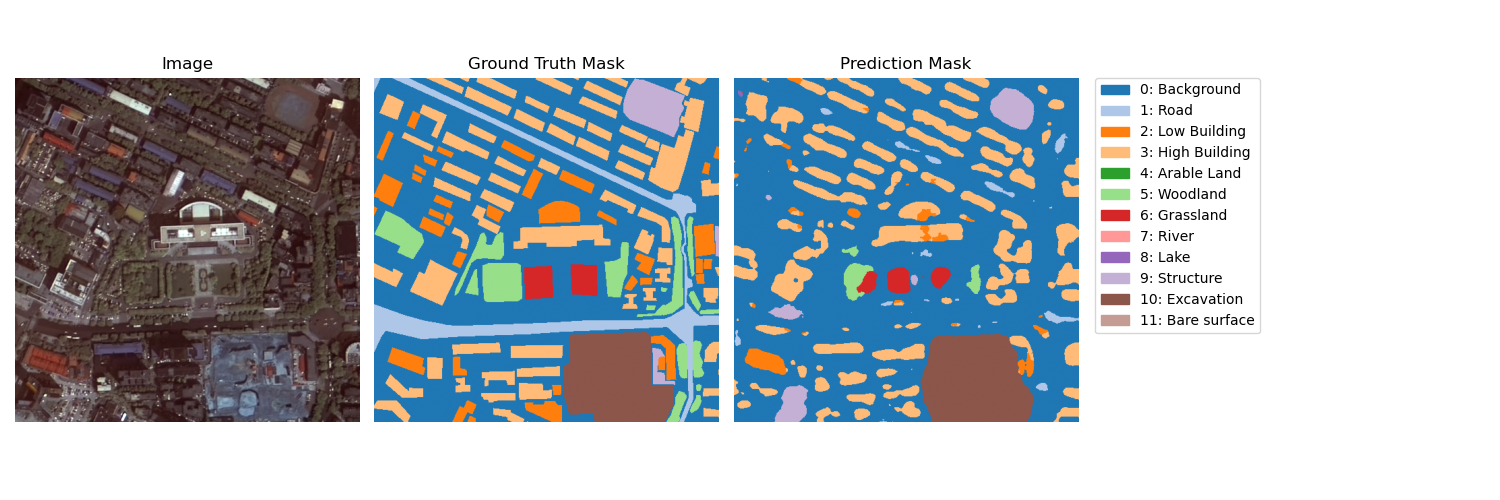 Image
Ground Truth Mask
Prediction Mask
0: Background
1: Road
2: Low Building
3: High Building
4: Arable Land
5: Woodland
6: Grassland
7: River
8: Lake
9: Structure
10: Excavation
11: Bare surface